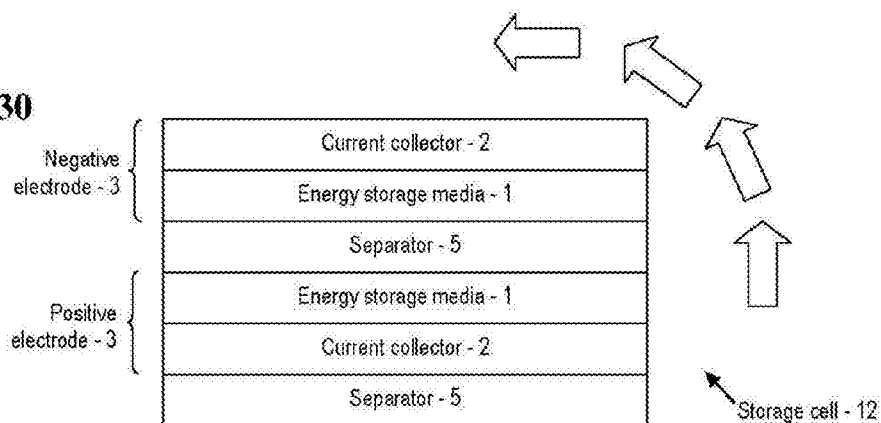 30
Negative
electrode - 3
Current collector - 2
Energy storage media - 1
Separator - 5
Positive
electrode - 3
Energy storage media - 1
Current collector - 2
Separator - 5
Storage cell - 12